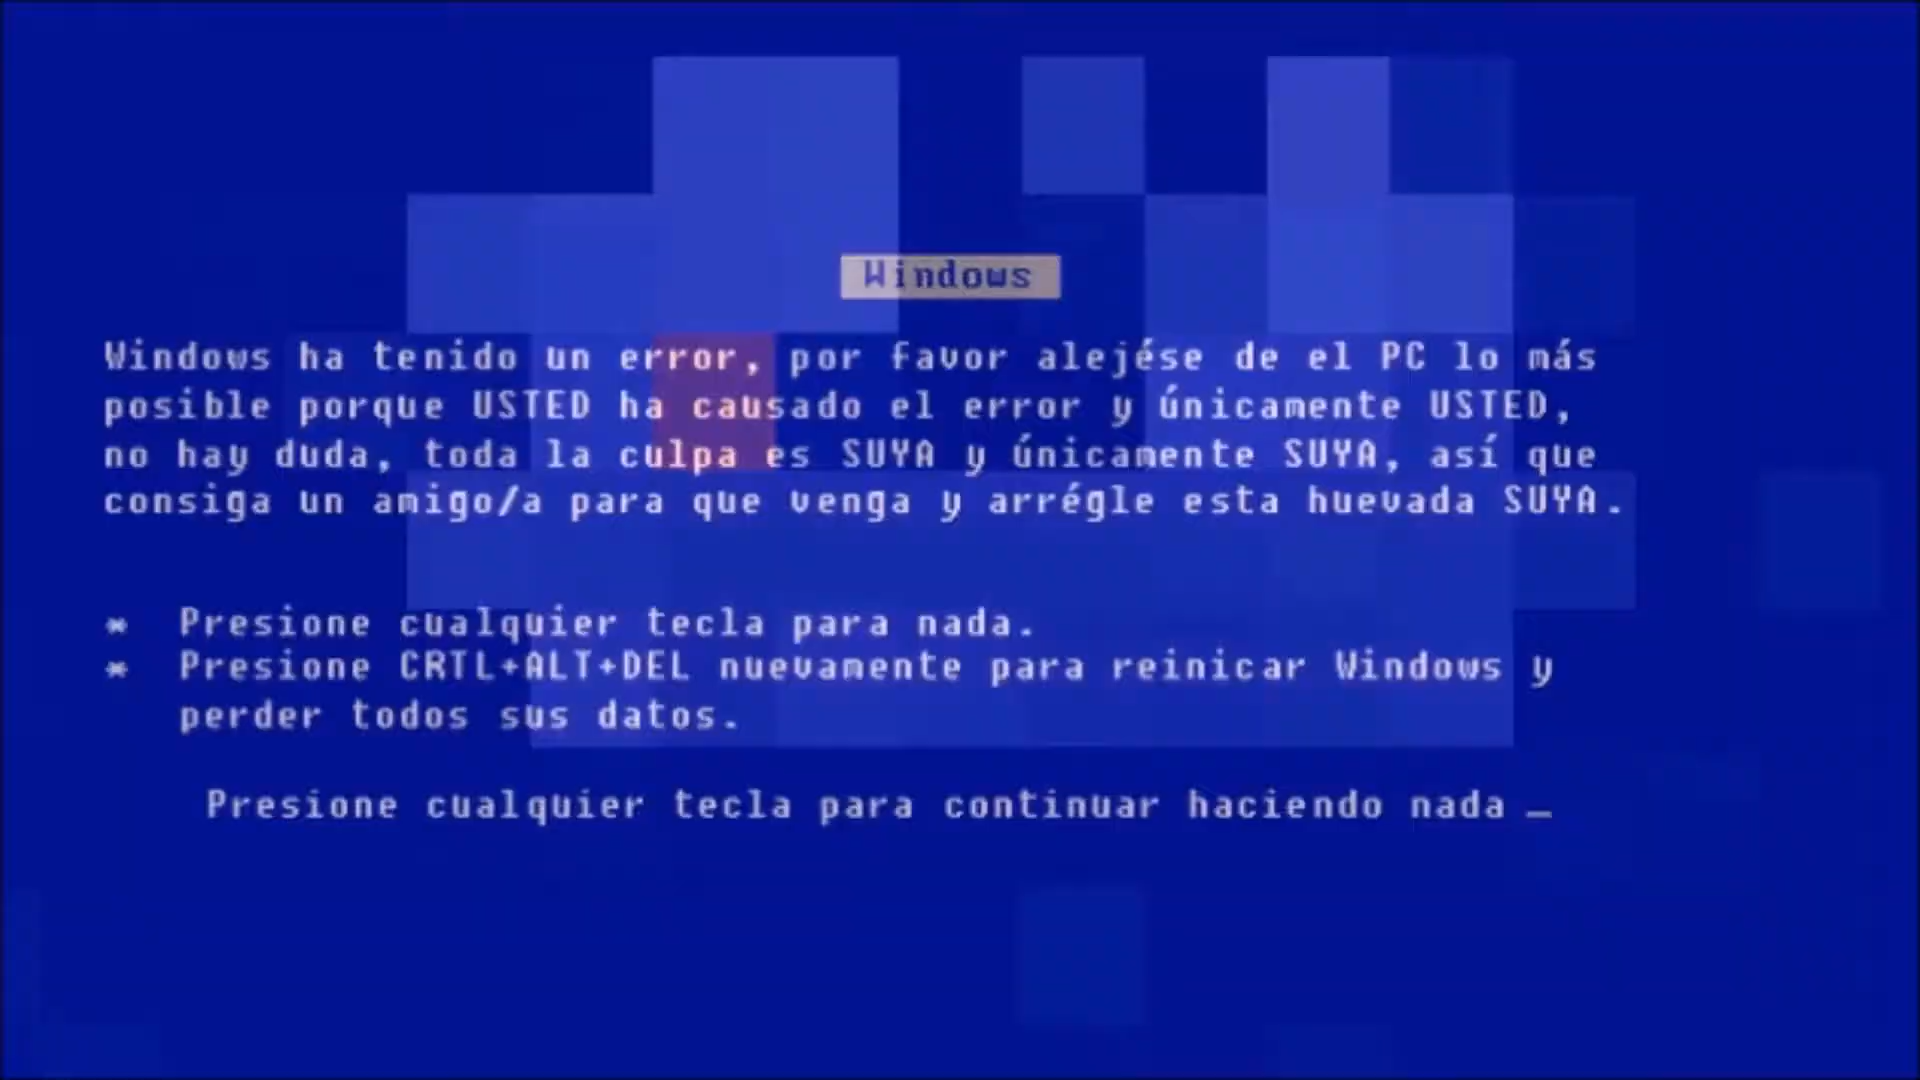 Windows
Windows ha tenido un error, por favor alejése de el PC lo más
posible porque USTED ha causado el error y únicamente USTED,
no hay duda, toda la culpa es SUYA y únicamente SUYA, así que
consiga un amigo/a para que venga y arrégle esta huevada SUYA.
* Presione cualquier tecla para nada.
* Presione CRTL+ALT+DEL nuevamente para reinicar Windows y
perder todos sus datos.
Presione cualquier tecla para continuar haciendo nada _